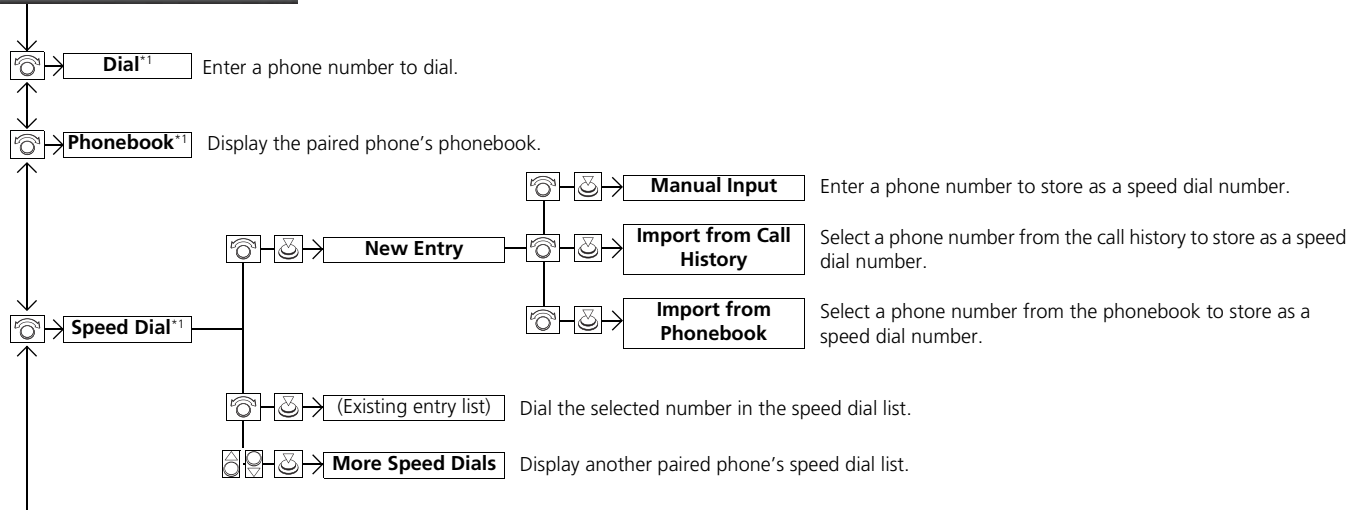 Dial*1 Enter a phone number to dial.
Phonebook*1 Display the paired phone’s phonebook.
Manual Input Enter a phone number to store as a speed dial number.
New Entry
Import from Call
History
Select a phone number from the call history to store as a speed
dial number.
Import from
Phonebook
Select a phone number from the phonebook to store as a
speed dial number.
Speed Dial*1
(Existing entry list) Dial the selected number in the speed dial list.
More Speed Dials Display another paired phone’s speed dial list.